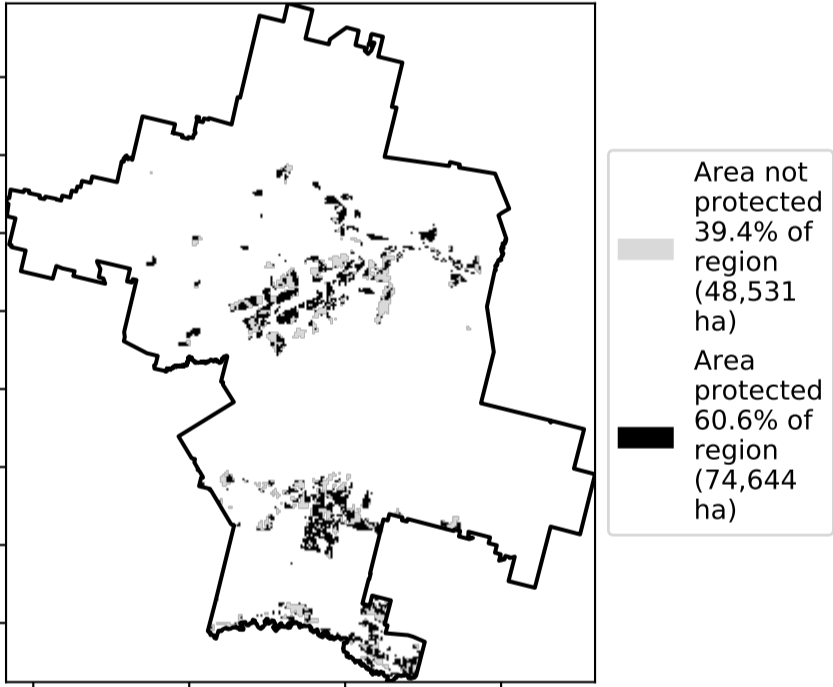 Area not
protected
39.4% of
region
(48,531
ha)
Area
protected
60.6% of
region
(74,644
ha)